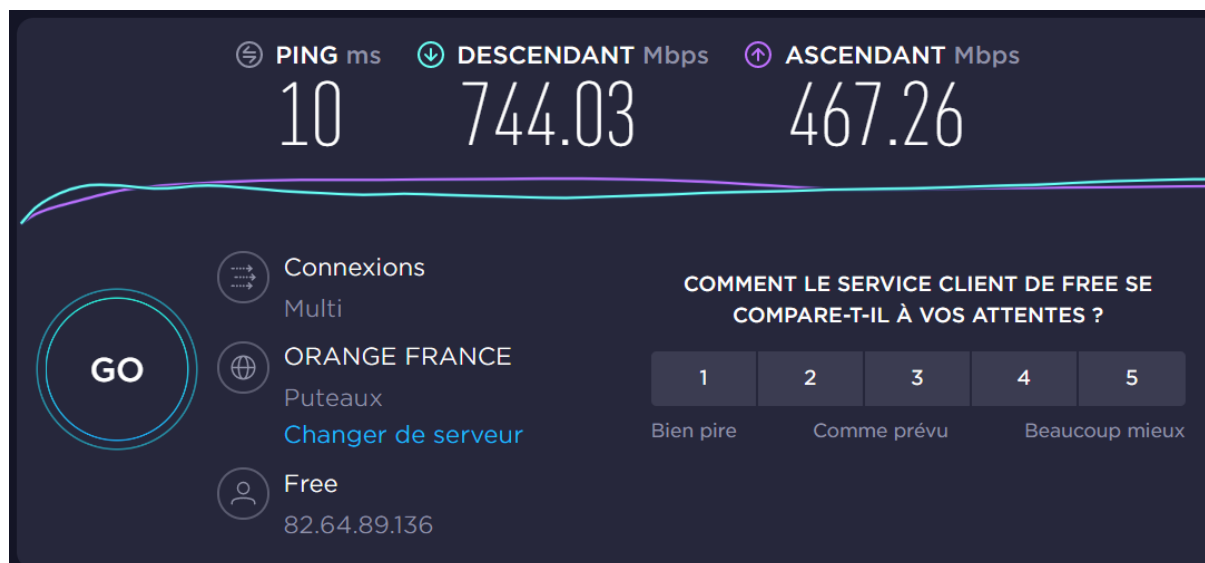 PING ms DESCENDANT Mbps ASCENDANT Mbps
10 744.03 467.26
GO
Connexions
Multi
ORANGE FRANCE
Puteaux
Changer de serveur
Free
82.64.89.136
COMMENT LE SERVICE CLIENT DE FREE SE
COMPARE-T-IL À VOS ATTENTES ?
1 2 3 4 5
Bien pire Comme prévu Beaucoup mieux